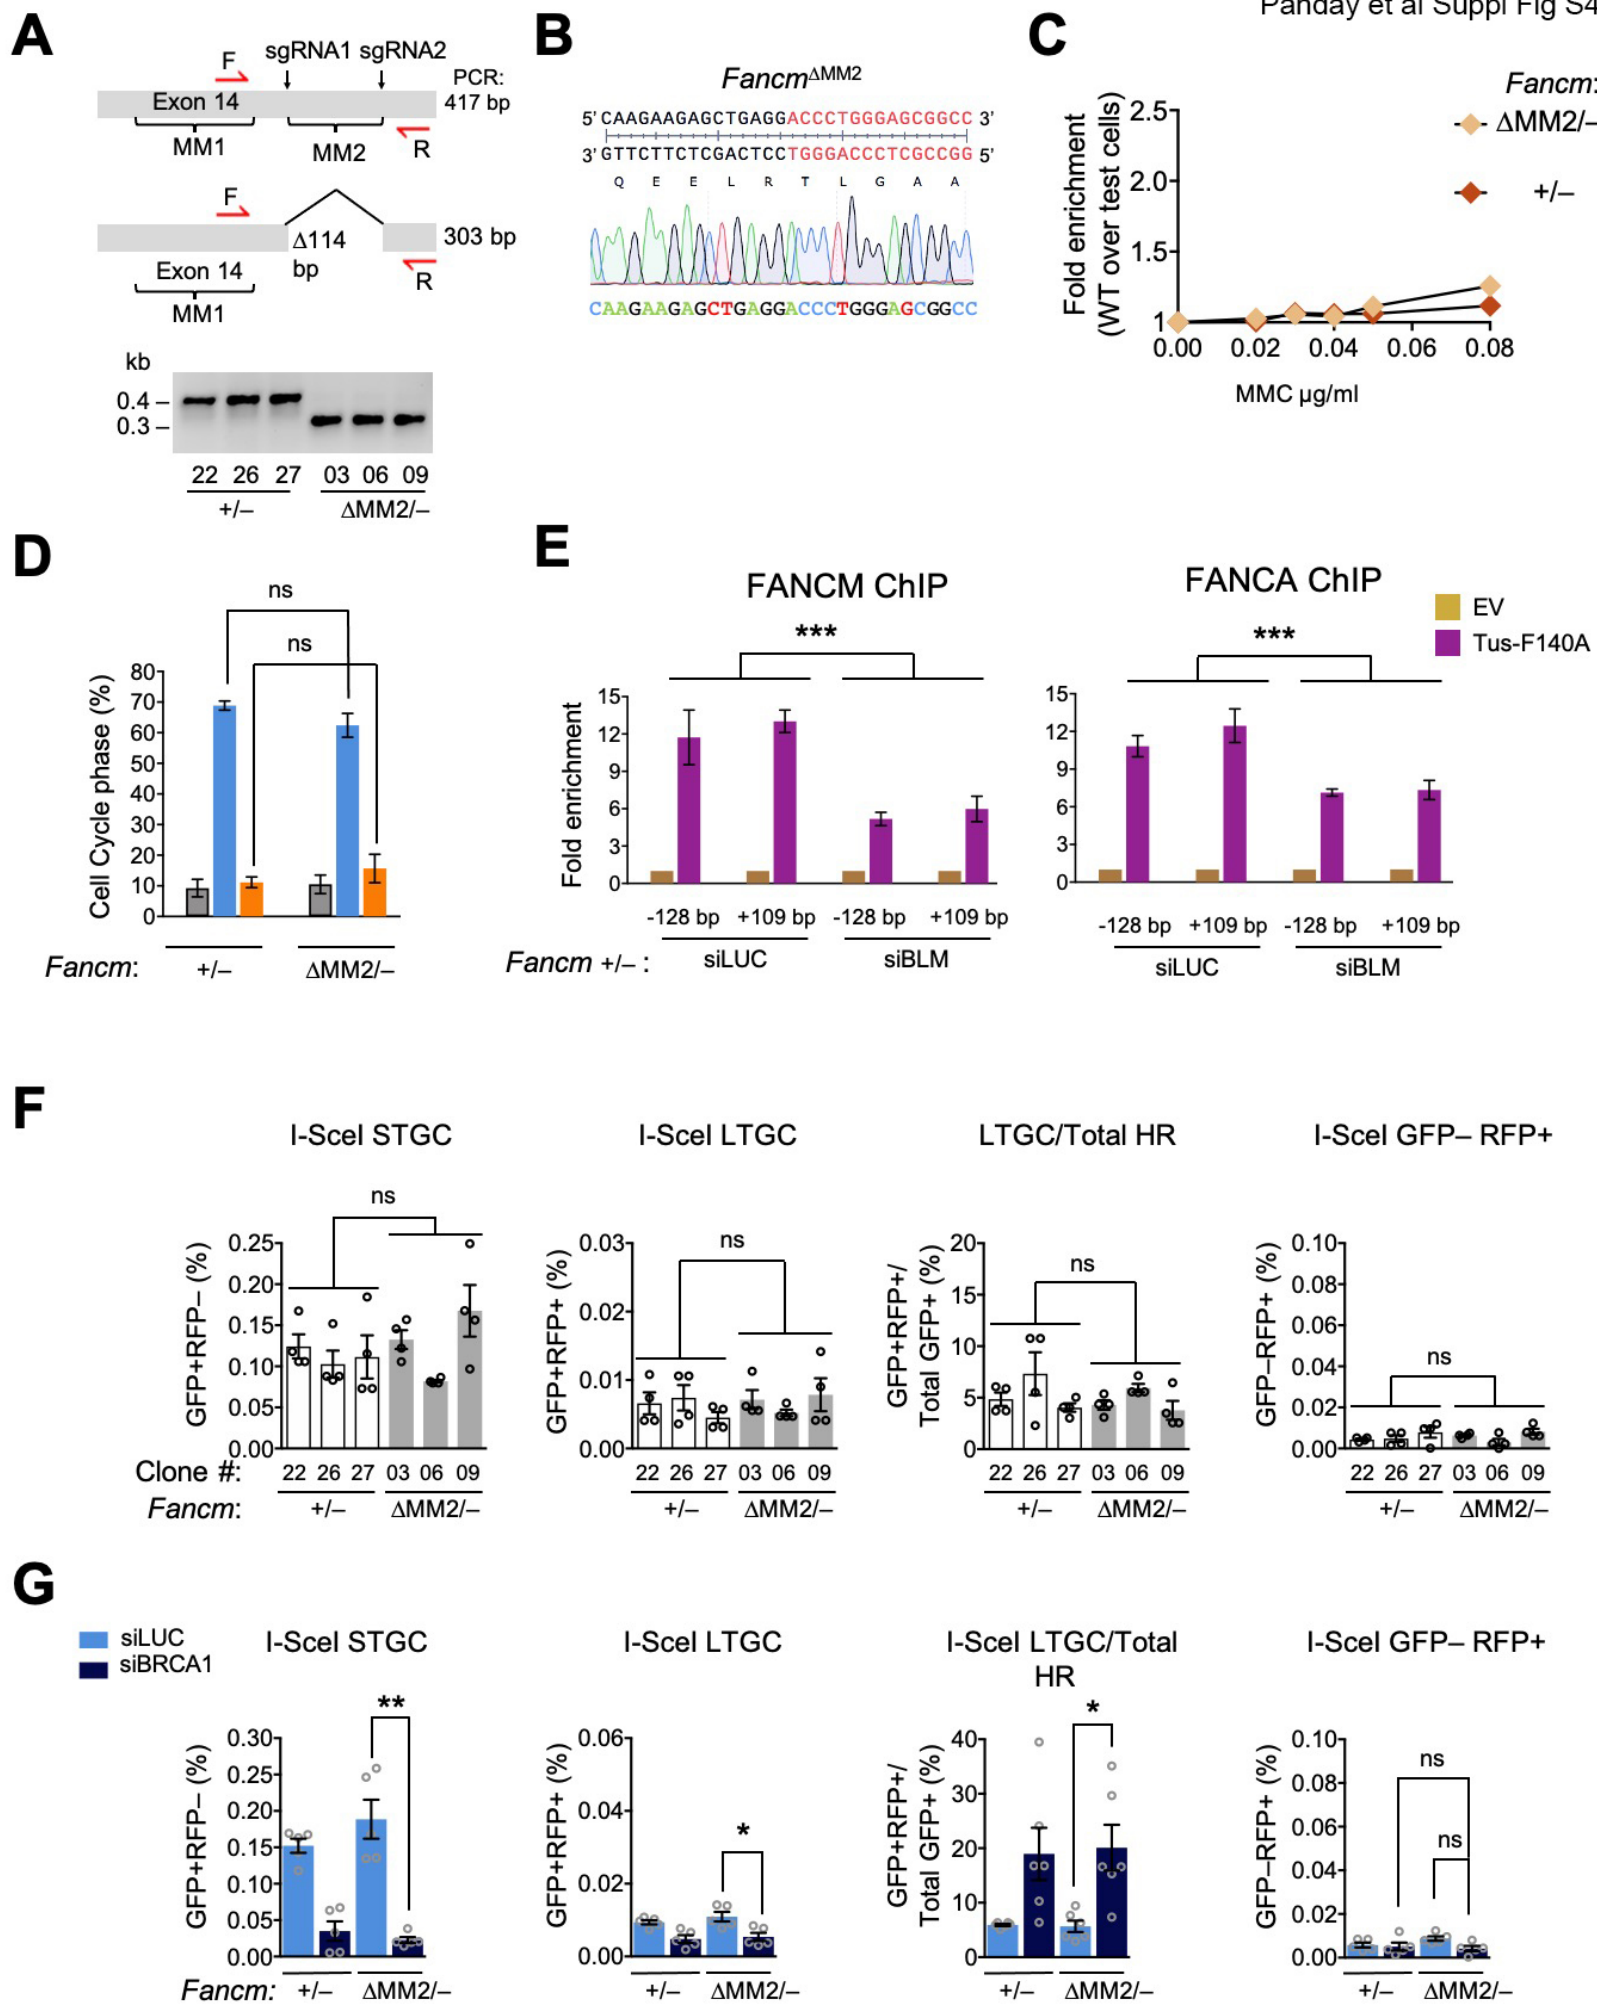 Panday et al Suppl Fig S4
A
F
sgRNA1 sgRNA2
PCR:
Exon 14
417 bp
MM1
MM2
R
F
Δ114
bp
303 bp
Exon 14
R
MM1
kb
0.4
0.3
22 26 27 03 06 09
+/–
ΔMM2/–
B
FancmΔMM2
5' CAAGAAGAGCTGAGGACCCTGGGAGCGGCC 3'
3' GTTCTTCTCGACTCCTGGGACCCTCGCCGG 5'
Q E E L R T L G A A
CAAGAAGAGCTGAGGACCCTGGGAGCGGCC
C
Fancm:
ΔMM2/–
+/–
Fold enrichment
(WT over test cells)
2.5
2.0
1.5
1
0.00 0.02 0.04 0.06 0.08
MMC µg/ml
D
ns
ns
Cell Cycle phase (%)
80
70
60
50
40
30
20
10
0
Fancm:
+/–
ΔMM2/–
E
FANCM ChIP
***
Fold enrichment
15
12
9
6
3
0
-128 bp +109 bp -128 bp +109 bp
Fancm +/– :
siLUC
siBLM
FANCA ChIP
***
EV
Tus-F140A
15
12
9
6
3
0
-128 bp +109 bp -128 bp +109 bp
siLUC
siBLM
F
I-SceI STGC
ns
GFP+RFP– (%)
0.25
0.20
0.15
0.10
0.05
0.00
Clone #:
22 26 27 03 06 09
Fancm:
+/–
ΔMM2/–
I-SceI LTGC
ns
GFP+RFP+ (%)
0.03
0.02
0.01
0.00
22 26 27 03 06 09
+/–
ΔMM2/–
LTGC/Total HR
ns
GFP+RFP+/
Total GFP+ (%)
20
15
10
5
0
22 26 27 03 06 09
+/–
ΔMM2/–
I-SceI GFP– RFP+
ns
GFP–RFP+ (%)
0.10
0.08
0.06
0.04
0.02
0.00
22 26 27 03 06 09
+/–
ΔMM2/–
G
siLUC
siBRCA1
I-SceI STGC
**
GFP+RFP– (%)
0.30
0.25
0.20
0.15
0.10
0.05
0.00
Fancm:
+/–
ΔMM2/–
I-SceI LTGC
*
GFP+RFP+ (%)
0.06
0.04
0.02
0.00
+/–
ΔMM2/–
I-SceI LTGC/Total
HR
*
GFP+RFP+/
Total GFP+ (%)
40
30
20
10
0
+/–
ΔMM2/–
I-SceI GFP– RFP+
ns
ns
GFP–RFP+ (%)
0.10
0.08
0.06
0.04
0.02
0.00
+/–
ΔMM2/–